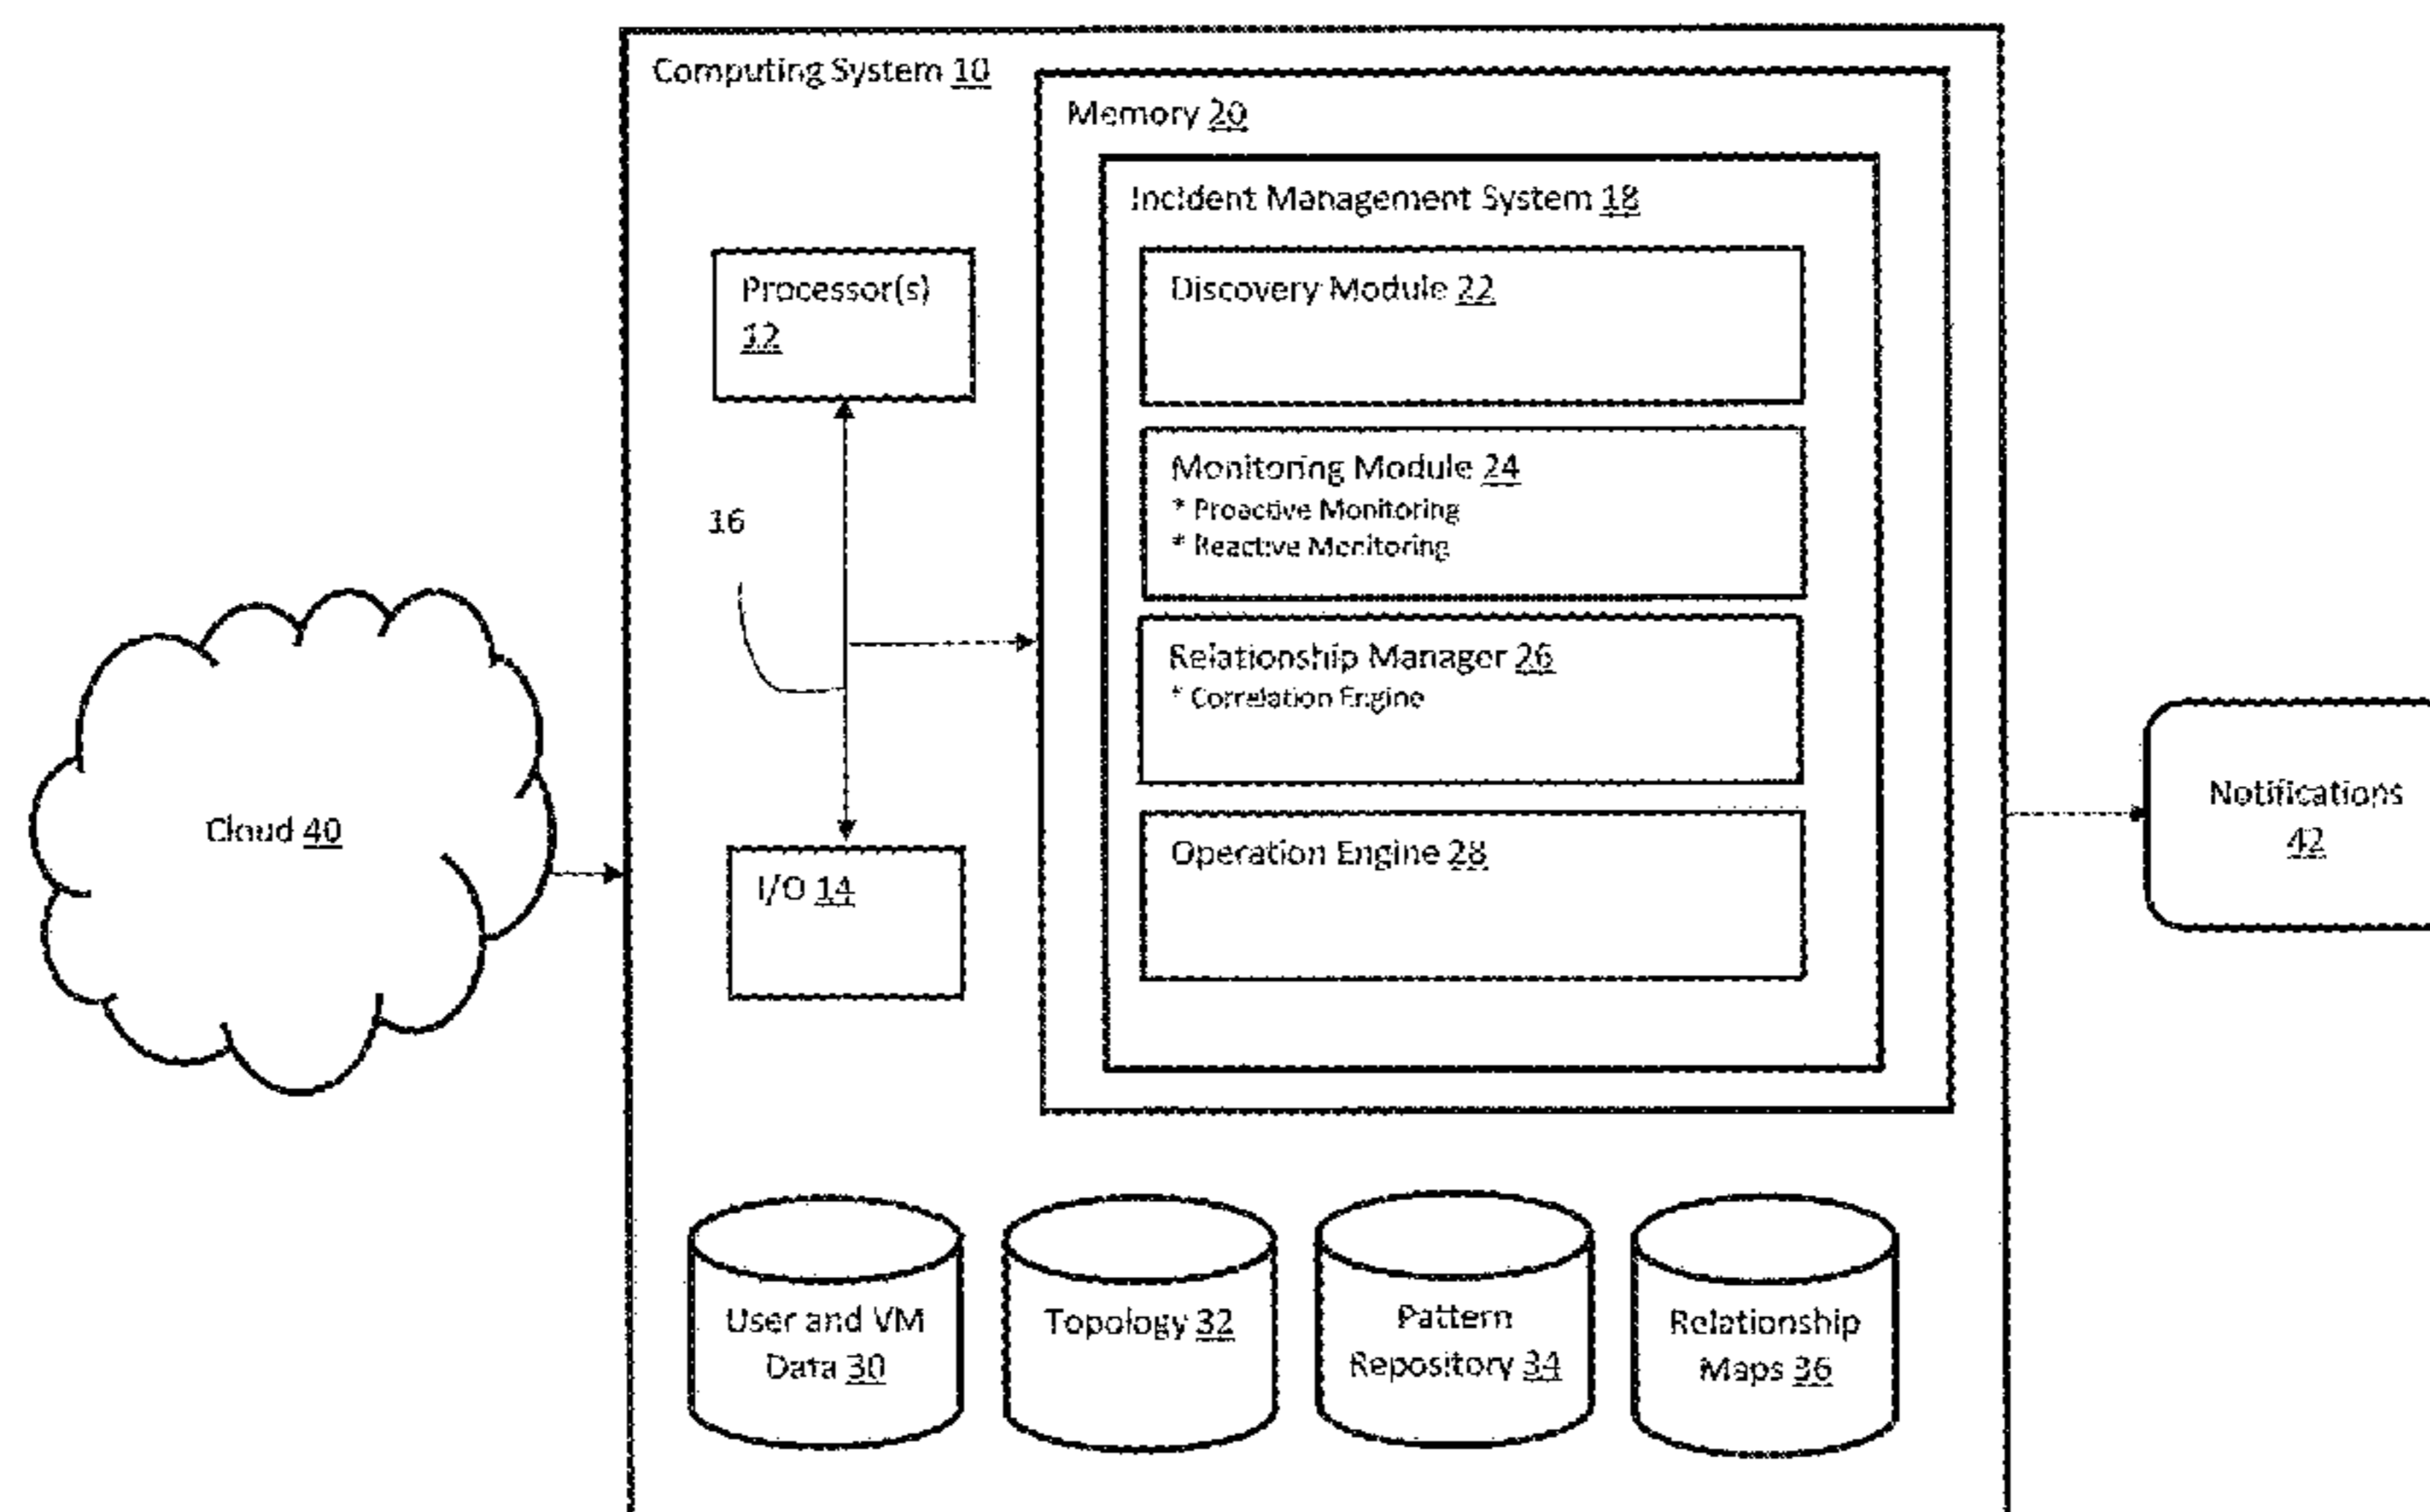 Computing System 10
Memory 20
Incident Management System 18
Processor(s)
12
Discovery Module 22
Monitoring Module 24
* Proactive Monitoring
* Reactive Monitoring
16
Relationship Manager 26
* Correlation Engine
Cloud 40
I/O 14
Operation Engine 28
Notifications
42
User and VM
Data 30
Topology 32
Pattern
Repository 34
Relationship
Maps 36